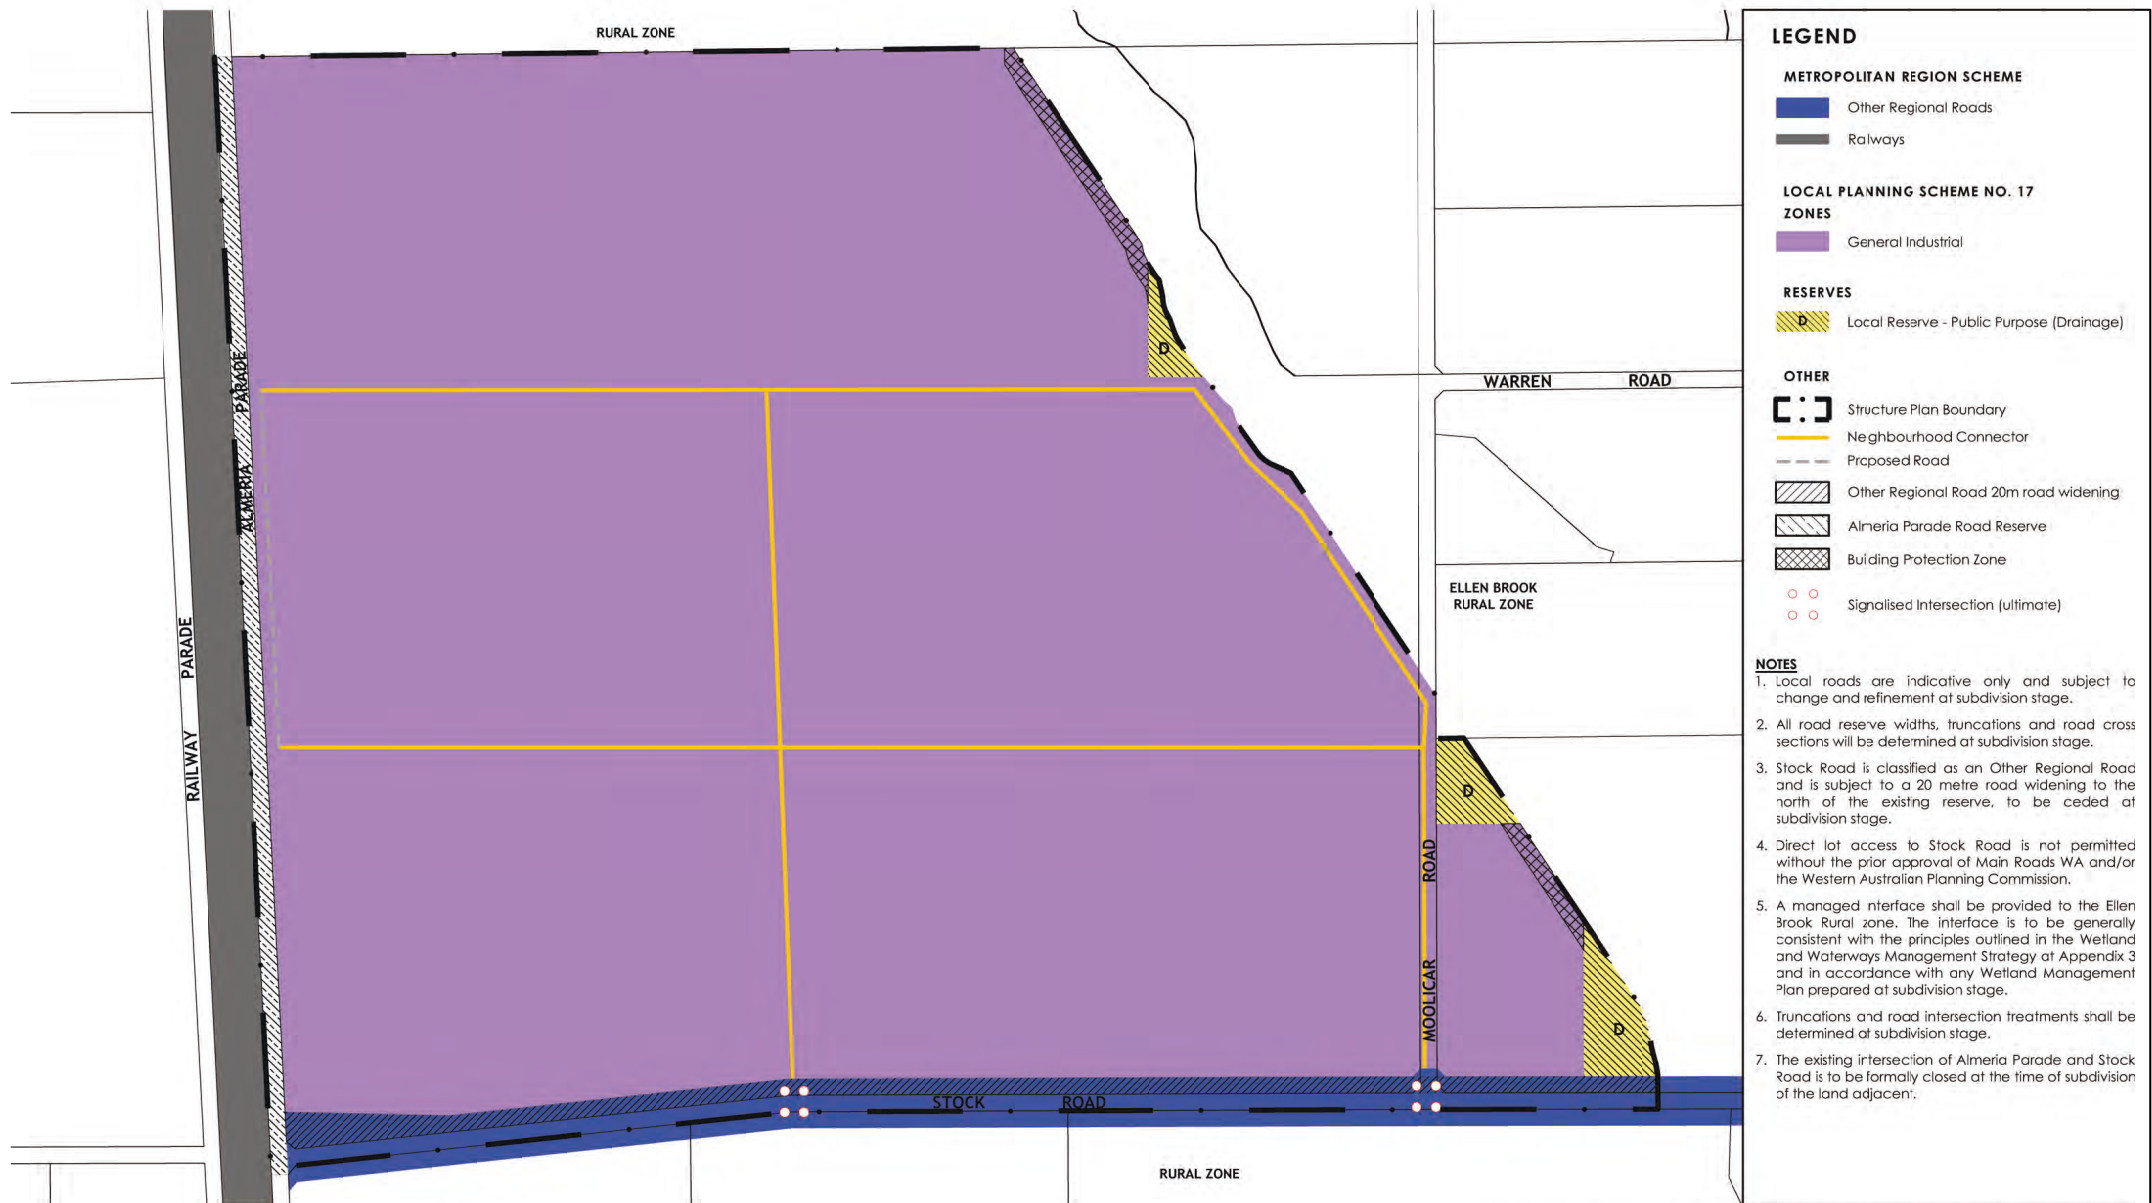 RURAL ZONE
PARADE
ALMERIA
PARADE
RAILWAY
D
WARREN ROAD
ELLEN BROOK
RURAL ZONE
D
ROAD
MOOLICAR
D
STOCK ROAD
RURAL ZONE
LEGEND
METROPOLITAN REGION SCHEME
Other Regional Roads
Ralways
LOCAL PLANNING SCHEME NO. 17
ZONES
General Industrial
RESERVES
D
Local Reserve - Public Purpose (Drainage)
OTHER
Structure Plan Boundary
Neghbourhood Connector
Prcposed Road
Other Regional Road 20m road widening
Almeria Parade Road Reserve
Buiding Protection Zone
Signalised Intersection (ultimate)
NOTES
1. Local roads are indicative only and subject to
change and refinement at subdivision stage.
2. All road reserve widths, truncations and road cross
sections will be determined at subdivision stage.
3. Stock Road is classified as an Other Regional Road
and is subject to a 20 metre road widening to the
north of the existing reserve, to be ceded at
subdivision stage.
4. Direct lot access to Stock Road is not permitted
without the prior approval of Main Roads WA and/or
the Western Australian Planning Commission.
5. A managed nterface shall be provided to the Ellen
Brook Rural zone. The interface is to be generally
consistent with the principles outlined in the Wetland
and Waterways Management Strategy at Appendix 3
and in accordance with any Wetland Management
Plan prepared at subdivision stage.
6. Truncations and road intersection treatments shall be
determined at subdivision stage.
7. The existing intersection of Almeria Parade and Stock
Road is to be formally closed at the time of subdivision
of the land adjacent.